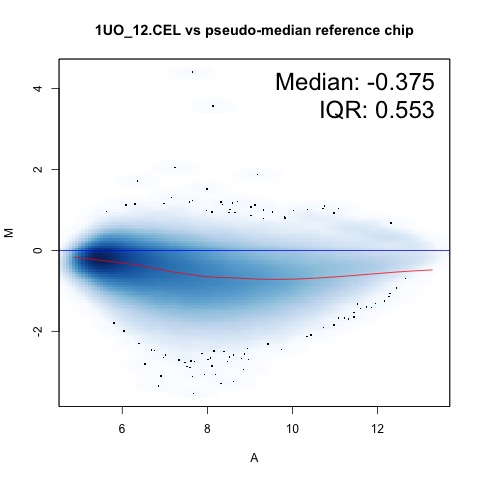 1UO_12.CEL vs pseudo-median reference chip
Median: -0.375
IQR: 0.553
4
2
0
-2
M
6 8 10 12
A